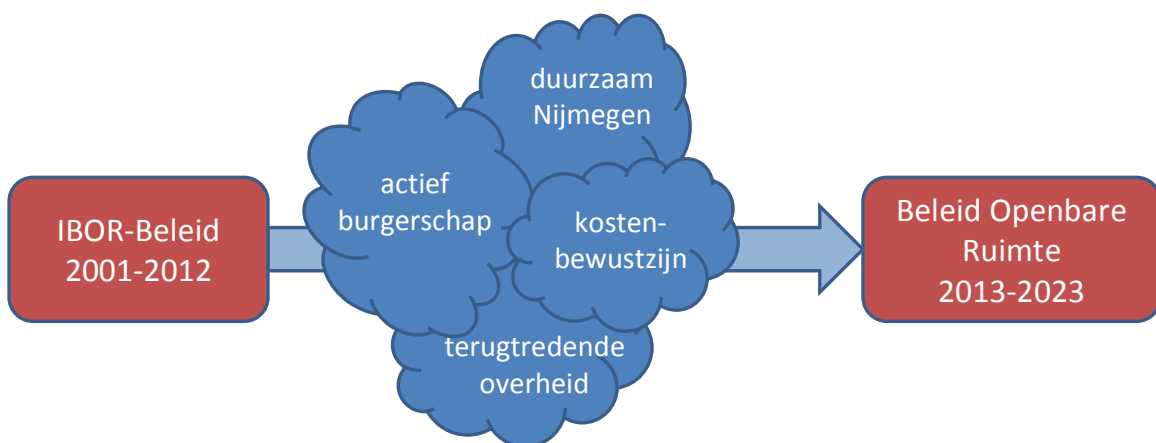 IBOR-Beleid
2001-2012
duurzaam
Nijmegen
actief
burgerschap
kosten-
bewustzijn
terugtredende
overheid
Beleid Openbare
Ruimte
2013-2023